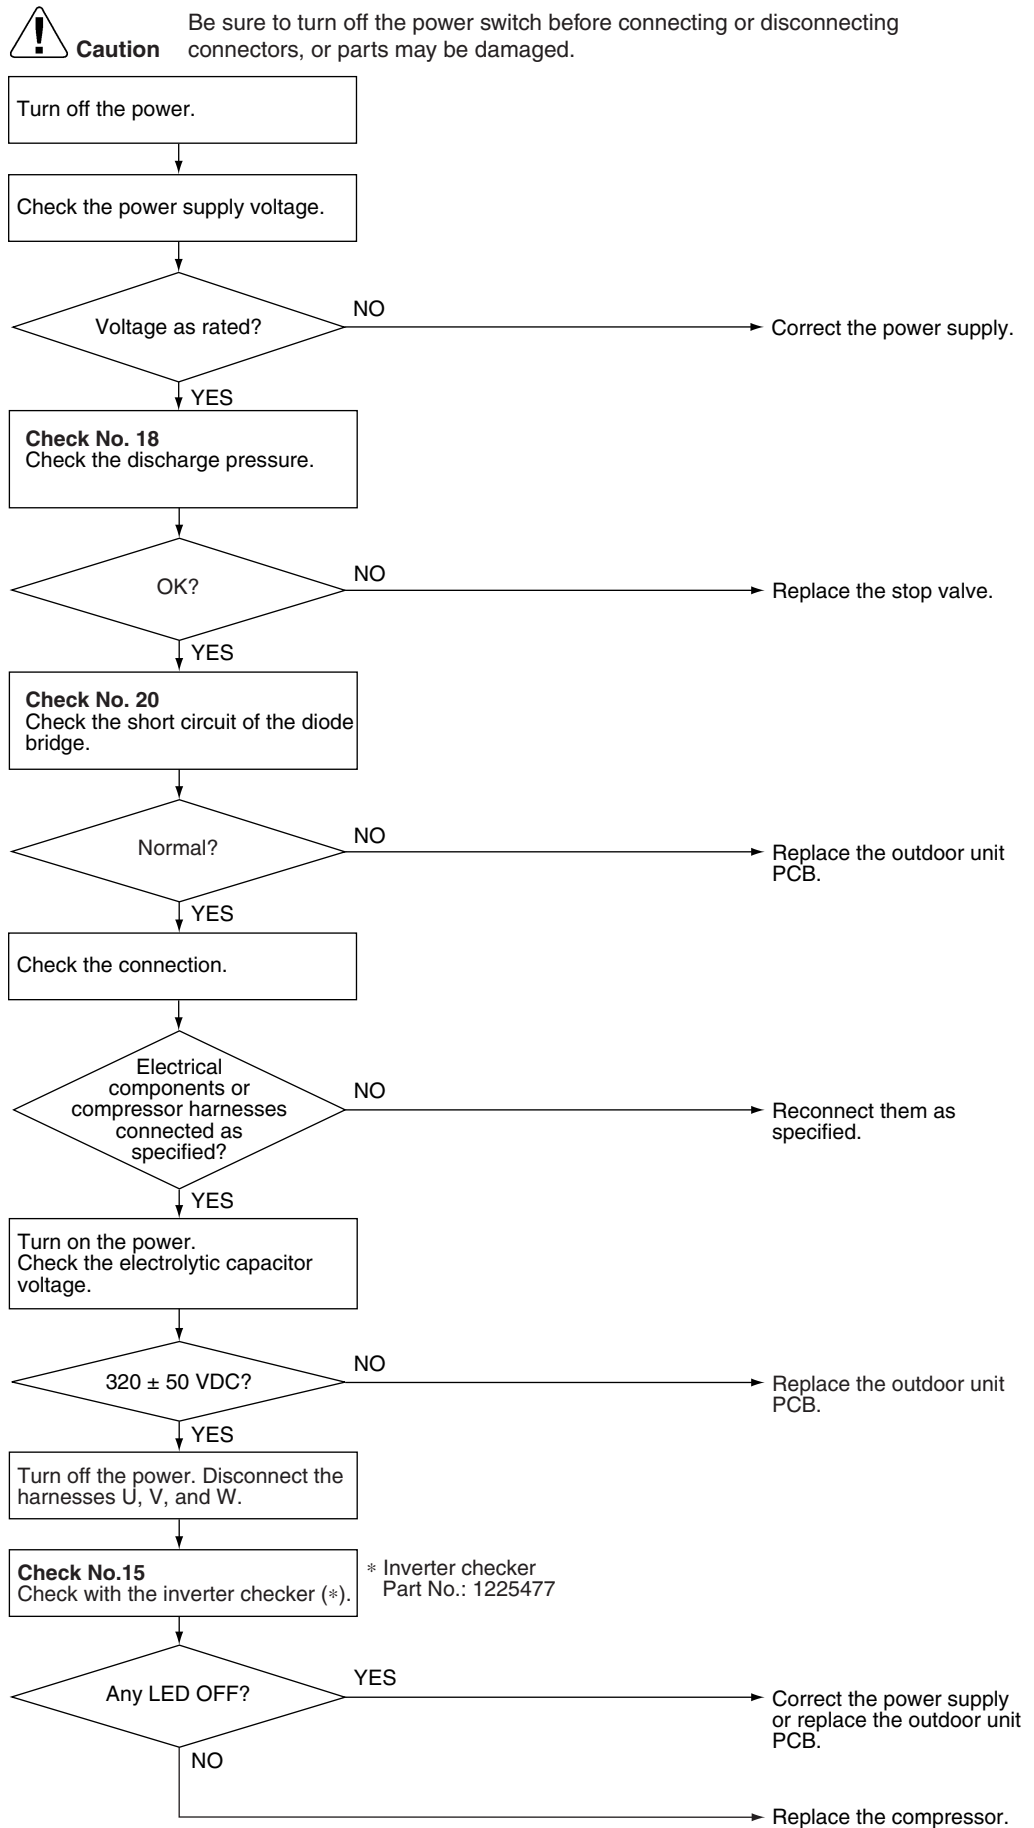 Be sure to turn off the power switch before connecting or disconnecting
Caution connectors, or parts may be damaged.
Turn off the power.
Check the power supply voltage.
Voltage as rated?
NO
Correct the power supply.
YES
Check No. 18
Check the discharge pressure.
OK?
NO
Replace the stop valve.
YES
Check No. 20
Check the short circuit of the diode
bridge.
Normal?
NO
Replace the outdoor unit
PCB.
YES
Check the connection.
Electrical
components or
compressor harnesses
connected as
specified?
NO
Reconnect them as
specified.
YES
Turn on the power.
Check the electrolytic capacitor
voltage.
320 ± 50 VDC?
NO
Replace the outdoor unit
PCB.
YES
Turn off the power. Disconnect the
harnesses U, V, and W.
Check No.15
Check with the inverter checker (*).
* Inverter checker
Part No.: 1225477
Any LED OFF?
YES
Correct the power supply
or replace the outdoor unit
PCB.
NO
Replace the compressor.